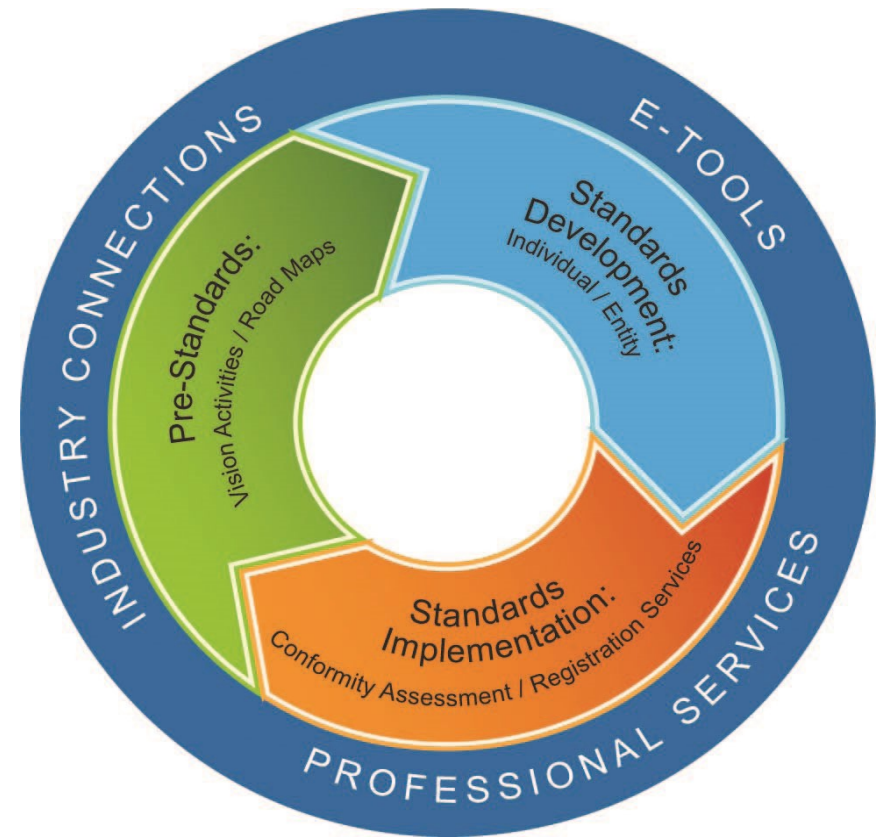 INDUSTRY CONNECTIONS
E-TOOLS
PROFESSIONAL SERVICES
Pre-Standards:
Vision Activities / Road Maps
Standards
Development:
Individual / Entity
Standards
Implementation:
Conformity Assessment / Registration Services